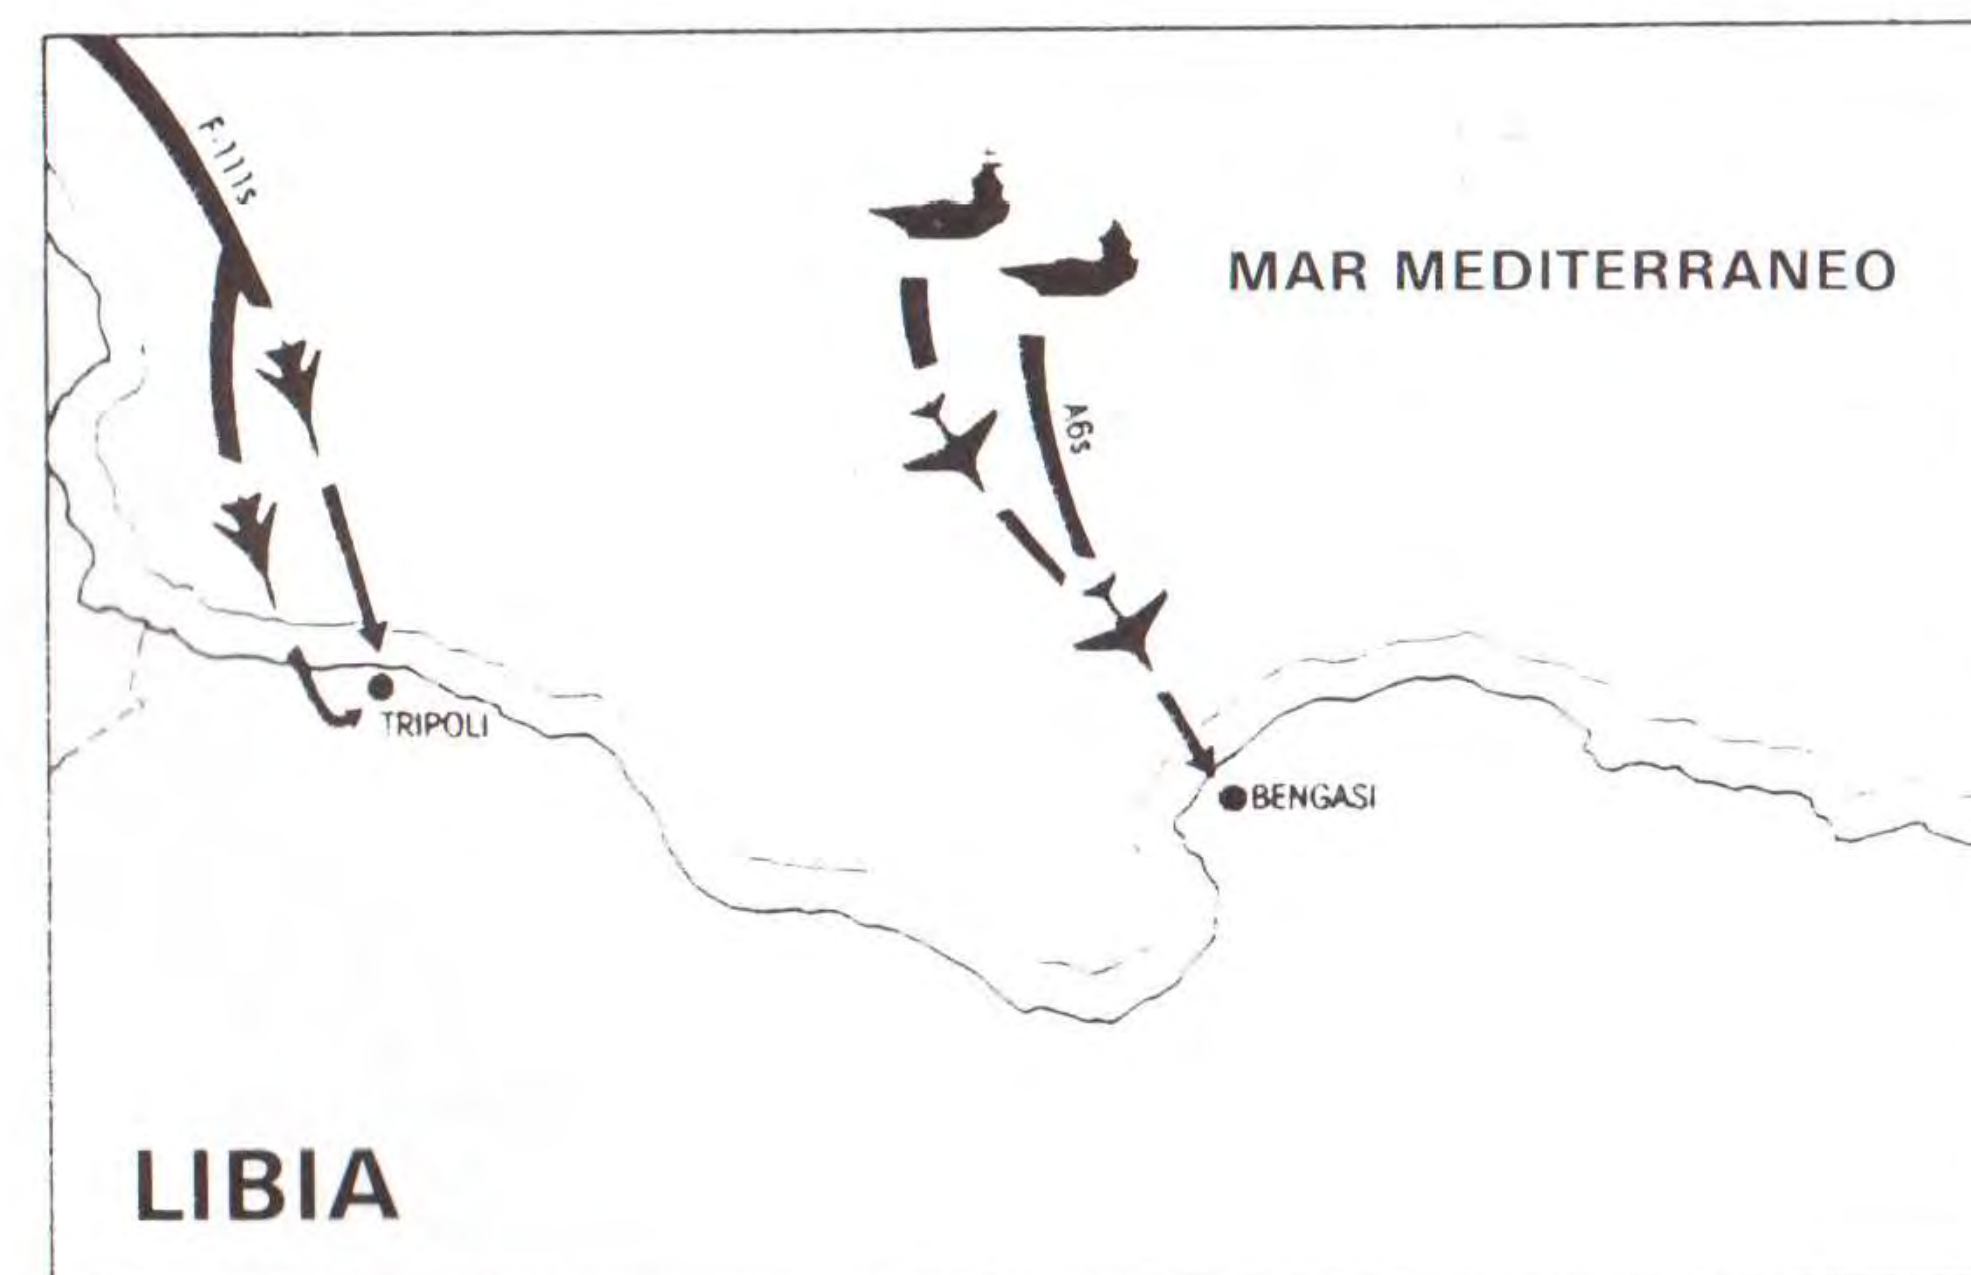 F-111s
MAR MEDITERRANEO
A6s
TRIPOLI
BENGASI
LIBIA